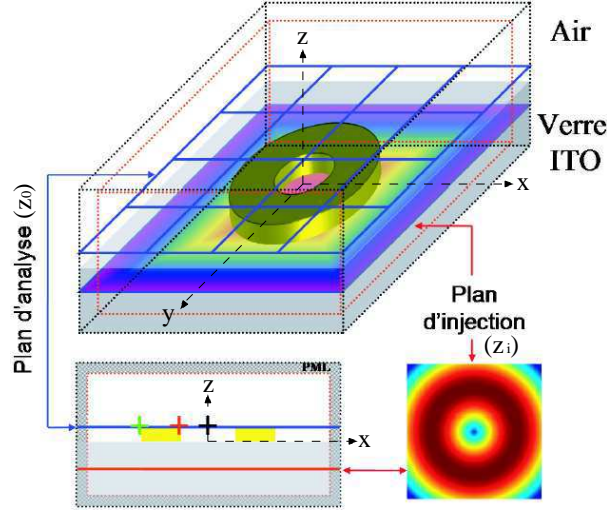 z
Air
Verre
ITO
x
y
Plan d'analyse (z0)
Plan
d'injection
(zi)
PML
z
x